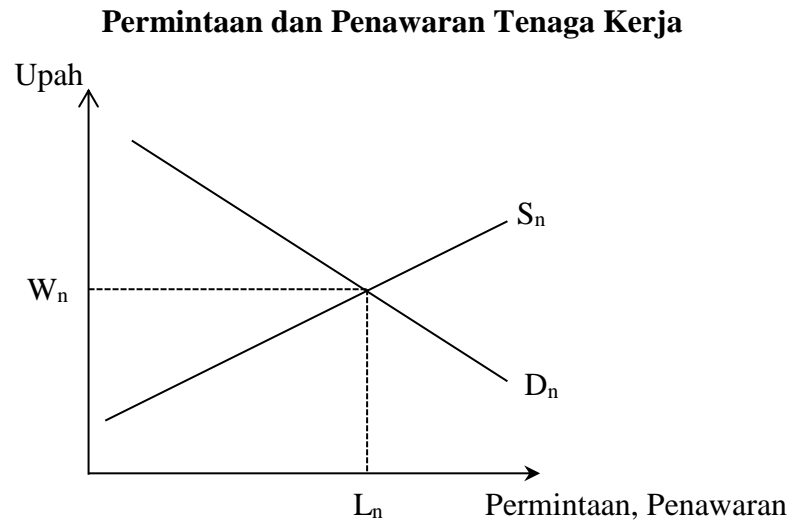 Permintaan dan Penawaran Tenaga Kerja
Upah
Sₙ
Wₙ
Dₙ
Lₙ
Permintaan, Penawaran